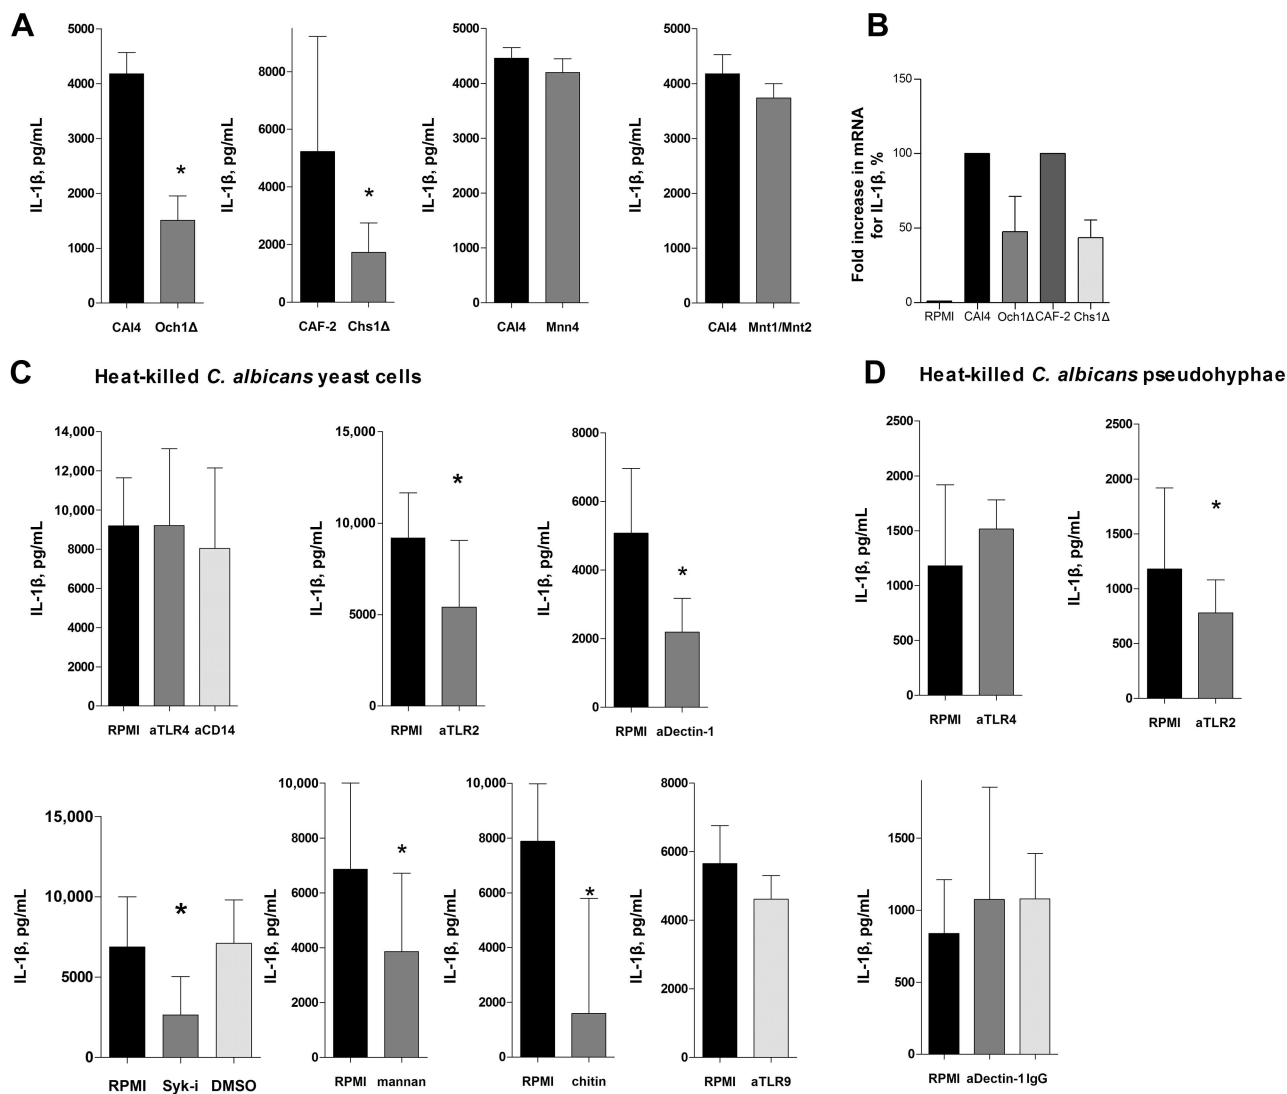 A
B
5000
4000
3000
2000
1000
0
IL-1β, pg/mL
*
CAI4 Och1Δ
8000
6000
4000
2000
0
IL-1β, pg/mL
*
CAF-2 Chs1Δ
5000
4000
3000
2000
1000
0
IL-1β, pg/mL
CAI4 Mnn4
5000
4000
3000
2000
1000
0
IL-1β, pg/mL
CAI4 Mnt1/Mnt2
150
100
50
0
Fold increase in mRNA
for IL-1β, %
RPMI CAI4 Och1Δ CAF-2 Chs1Δ
C Heat-killed C. albicans yeast cells
D Heat-killed C. albicans pseudohyphae
14,000
12,000
10,000
8000
6000
4000
2000
0
IL-1β, pg/mL
RPMI aTLR4 aCD14
15,000
10,000
5000
0
IL-1β, pg/mL
*
RPMI aTLR2
8000
6000
4000
2000
0
IL-1β, pg/mL
*
RPMI aDectin-1
2500
2000
1500
1000
500
0
IL-1β, pg/mL
RPMI aTLR4
2500
2000
1500
1000
500
0
IL-1β, pg/mL
*
RPMI aTLR2
15,000
10,000
5000
0
IL-1β, pg/mL
*
RPMI Syk-i DMSO
10,000
8000
6000
4000
2000
0
IL-1β, pg/mL
*
RPMI mannan
10,000
8000
6000
4000
2000
0
IL-1β, pg/mL
*
RPMI chitin
8000
6000
4000
2000
0
IL-1β, pg/mL
RPMI aTLR9
1500
1000
500
0
IL-1β, pg/mL
RPMI aDectin-1 IgG